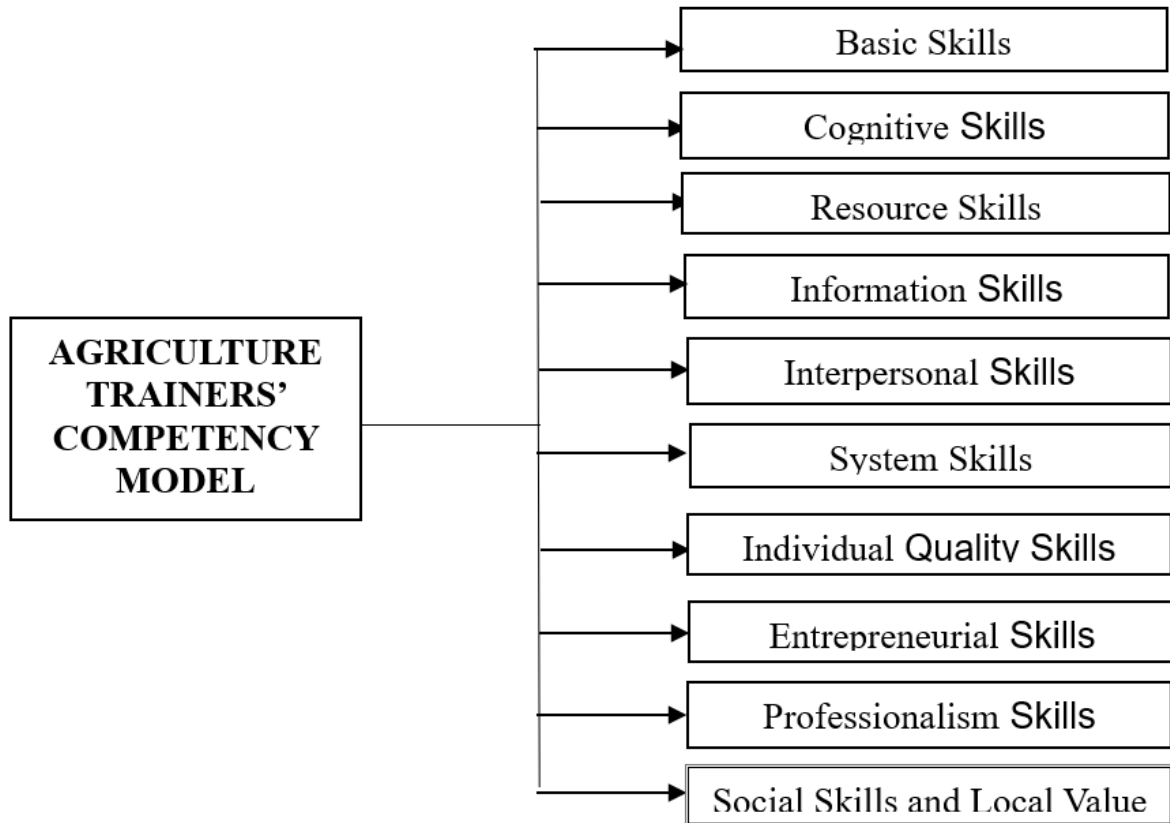 AGRICULTURE
TRAINERS’
COMPETENCY
MODEL
Basic Skills
Cognitive Skills
Resource Skills
Information Skills
Interpersonal Skills
System Skills
Individual Quality Skills
Entrepreneurial Skills
Professionalism Skills
Social Skills and Local Value